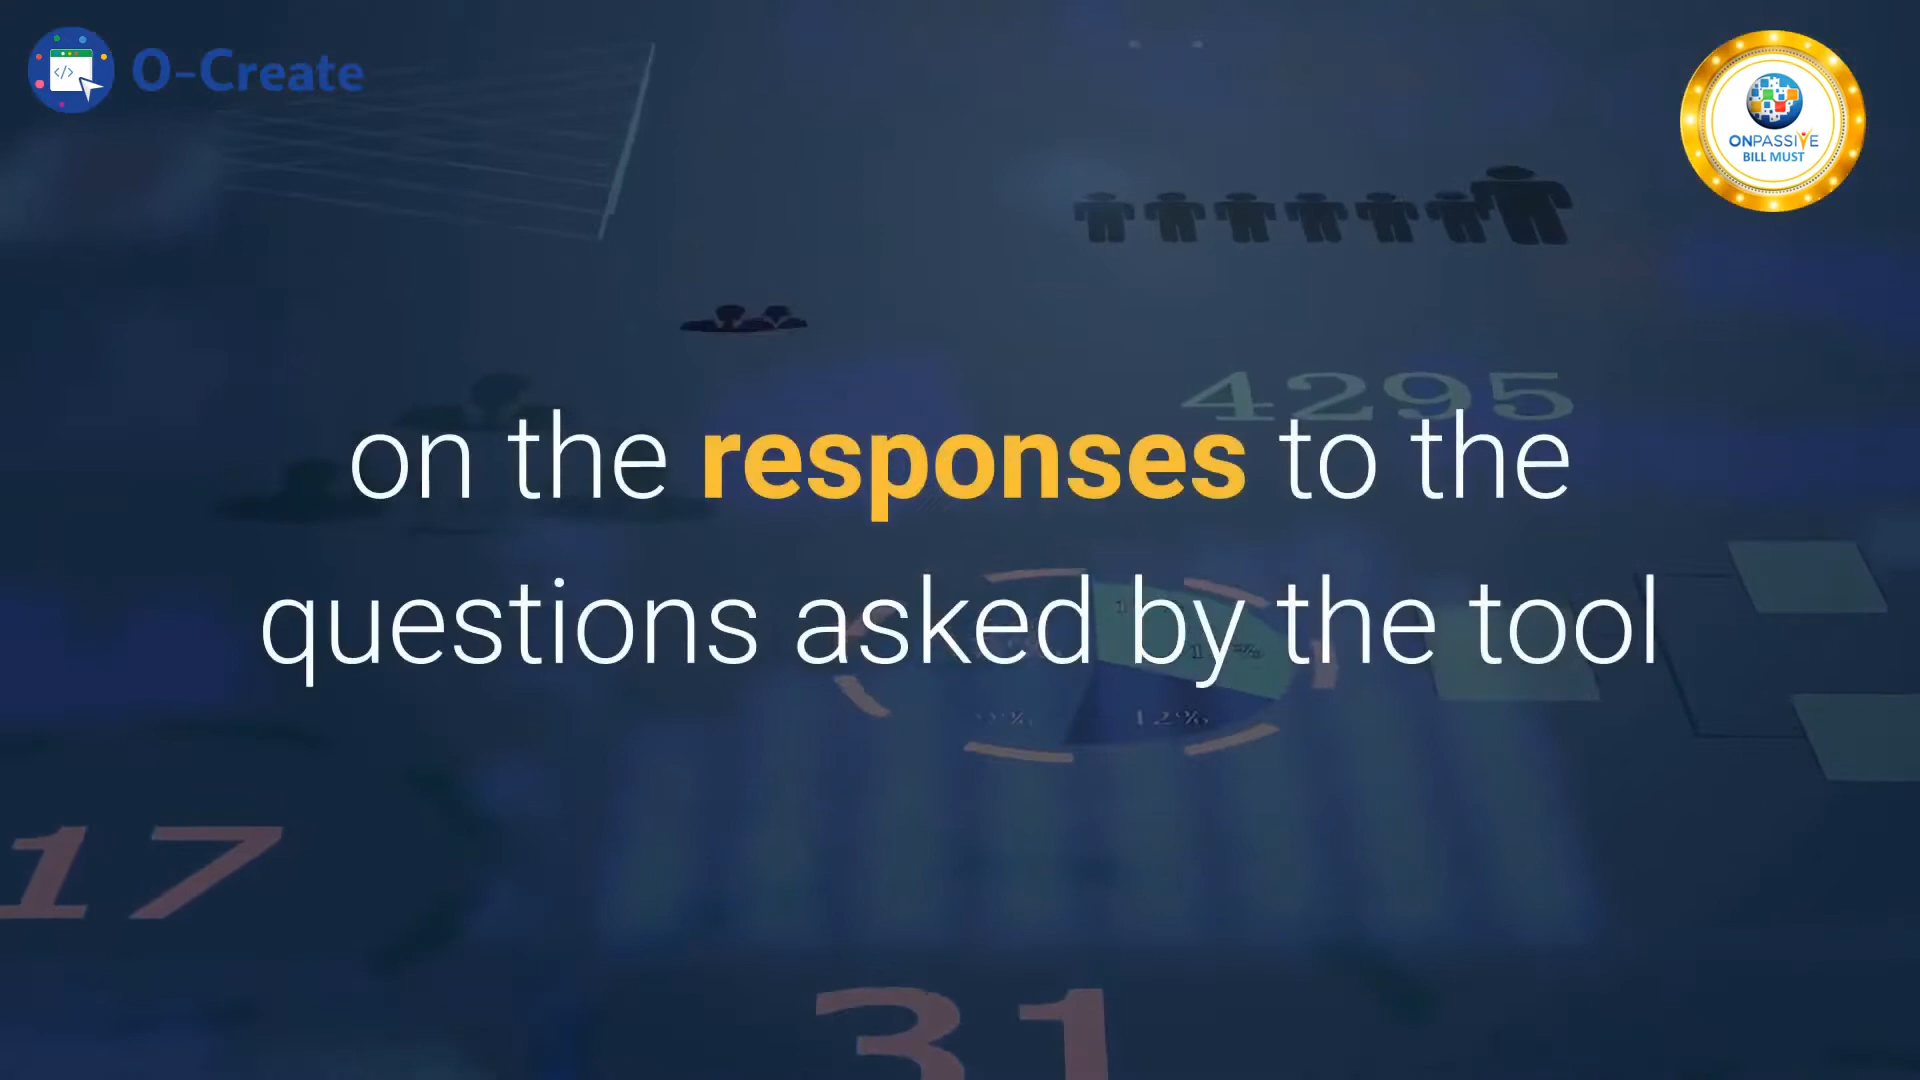 O-Create
ONPASSIVE
BILL MUST
4295
on the responses to the
questions asked by the tool
12%
17
31